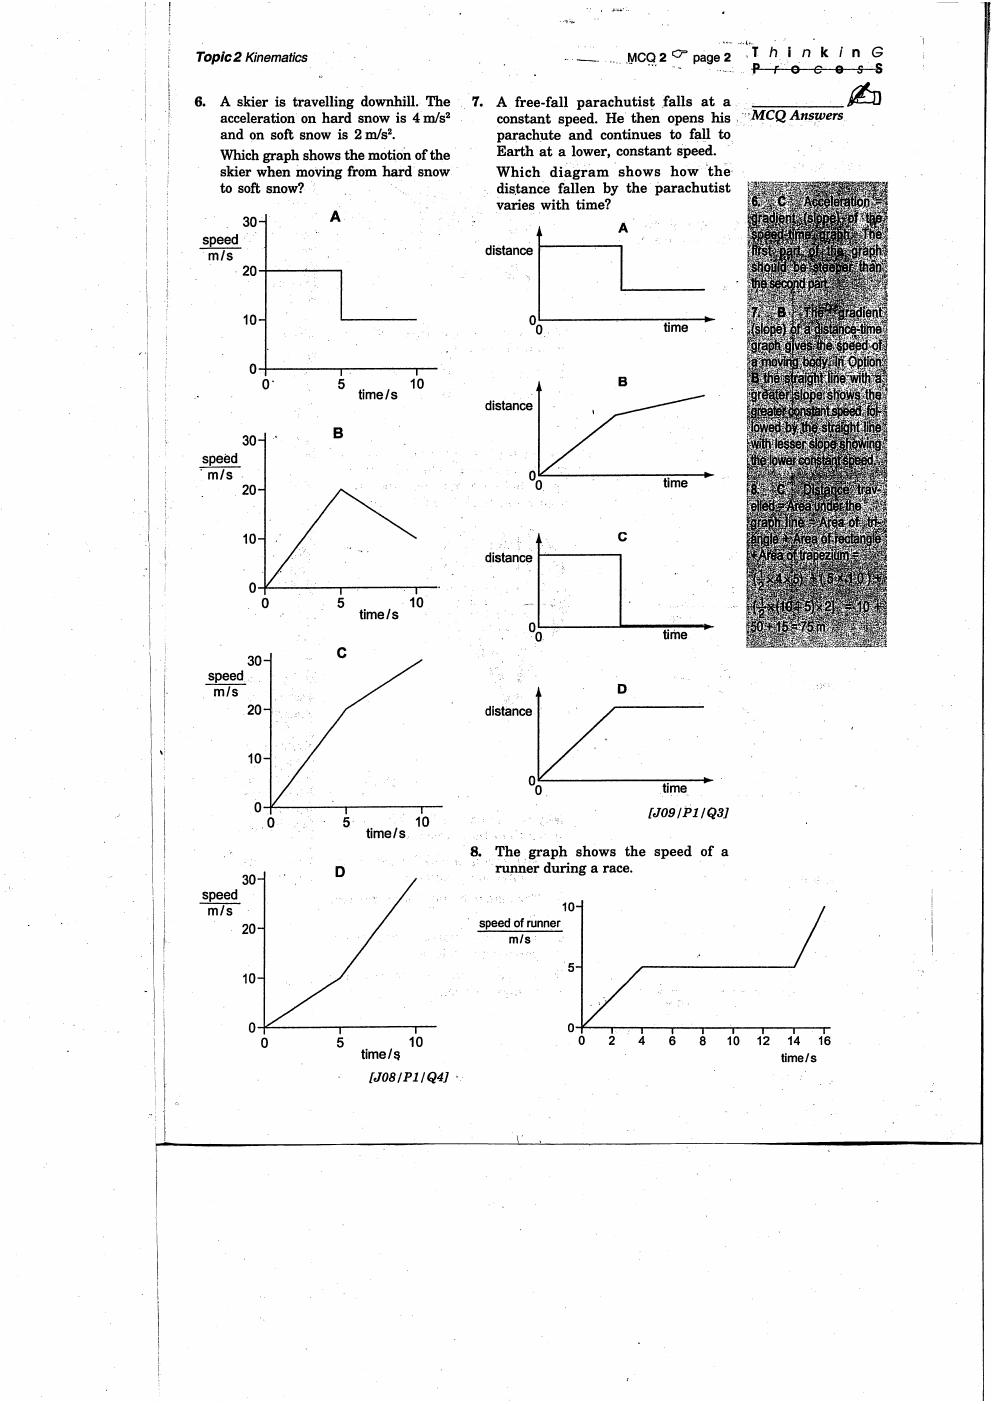 Topic 2 Kinematics
MCQ 2 ☞ page 2
T h i n k i n G
P r o c e s S
MCQ Answers
6. A skier is travelling downhill. The
acceleration on hard snow is 4 m/s²
and on soft snow is 2 m/s².
Which graph shows the motion of the
skier when moving from hard snow
to soft snow?
A
speed
m/s
30
20
10
0
0 5 10
time/s
B
speed
m/s
30
20
10
0
0 5 10
time/s
C
speed
m/s
30
20
10
0
0 5 10
time/s
D
speed
m/s
30
20
10
0
0 5 10
time/s
[J08/P1/Q4]
7. A free-fall parachutist falls at a
constant speed. He then opens his
parachute and continues to fall to
Earth at a lower, constant speed.
Which diagram shows how the
distance fallen by the parachutist
varies with time?
A
distance
0
0 time
B
distance
0
0 time
C
distance
0
0 time
D
distance
0
0 time
[J09/P1/Q3]
8. The graph shows the speed of a
runner during a race.
speed of runner
m/s
10
5
0
0 2 4 6 8 10 12 14 16
time/s
6. C Acceleration =
gradient (slope) of the
speed-time graph. The
first part of the graph
should be steeper than
the second part.
7. B The gradient
(slope) of a distance-time
graph gives the speed of
a moving body. In Option
B the straight line with a
greater slope shows the
greater constant speed, fol-
lowed by the straight line
with lesser slope showing
the lower constant speed.
8. C Distance trav-
elled = Area under the
graph line = Area of tri-
angle + Area of rectangle
+ Area of trapezium =
(½×4×5) + (5×10) +
(½×(10+5)×2) = 10 +
50 + 15 = 75 m